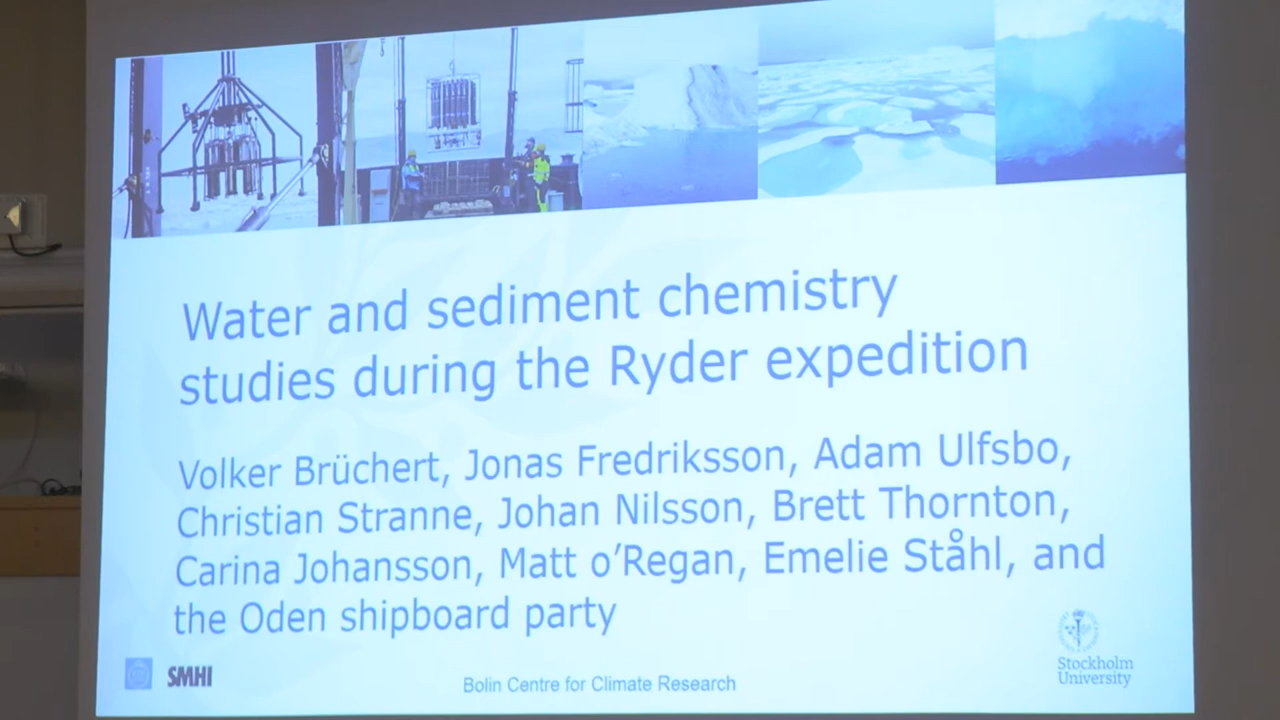 Water and sediment chemistry
studies during the Ryder expedition
Volker Brüchert, Jonas Fredriksson, Adam Ulfsbo,
Christian Stranne, Johan Nilsson, Brett Thornton,
Carina Johansson, Matt o’Regan, Emelie Ståhl, and
the Oden shipboard party
SMHI
Bolin Centre for Climate Research
Stockholm
University